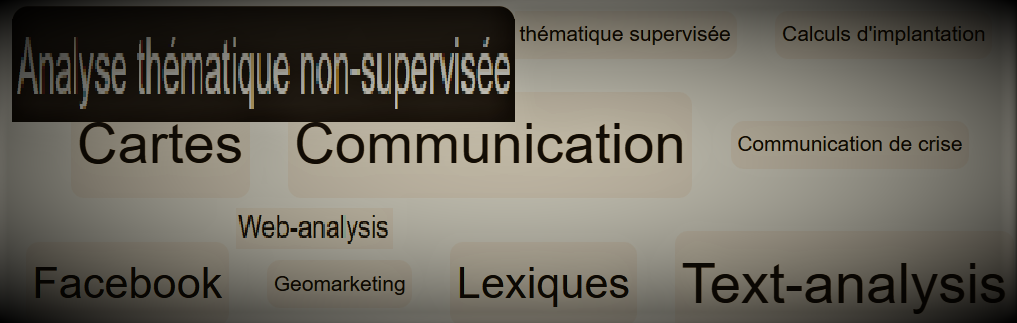 Analyse thématique non-supervisée
thématique supervisée
Calculs d'implantation
Cartes
Communication
Communication de crise
Web-analysis
Facebook
Geomarketing
Lexiques
Text-analysis